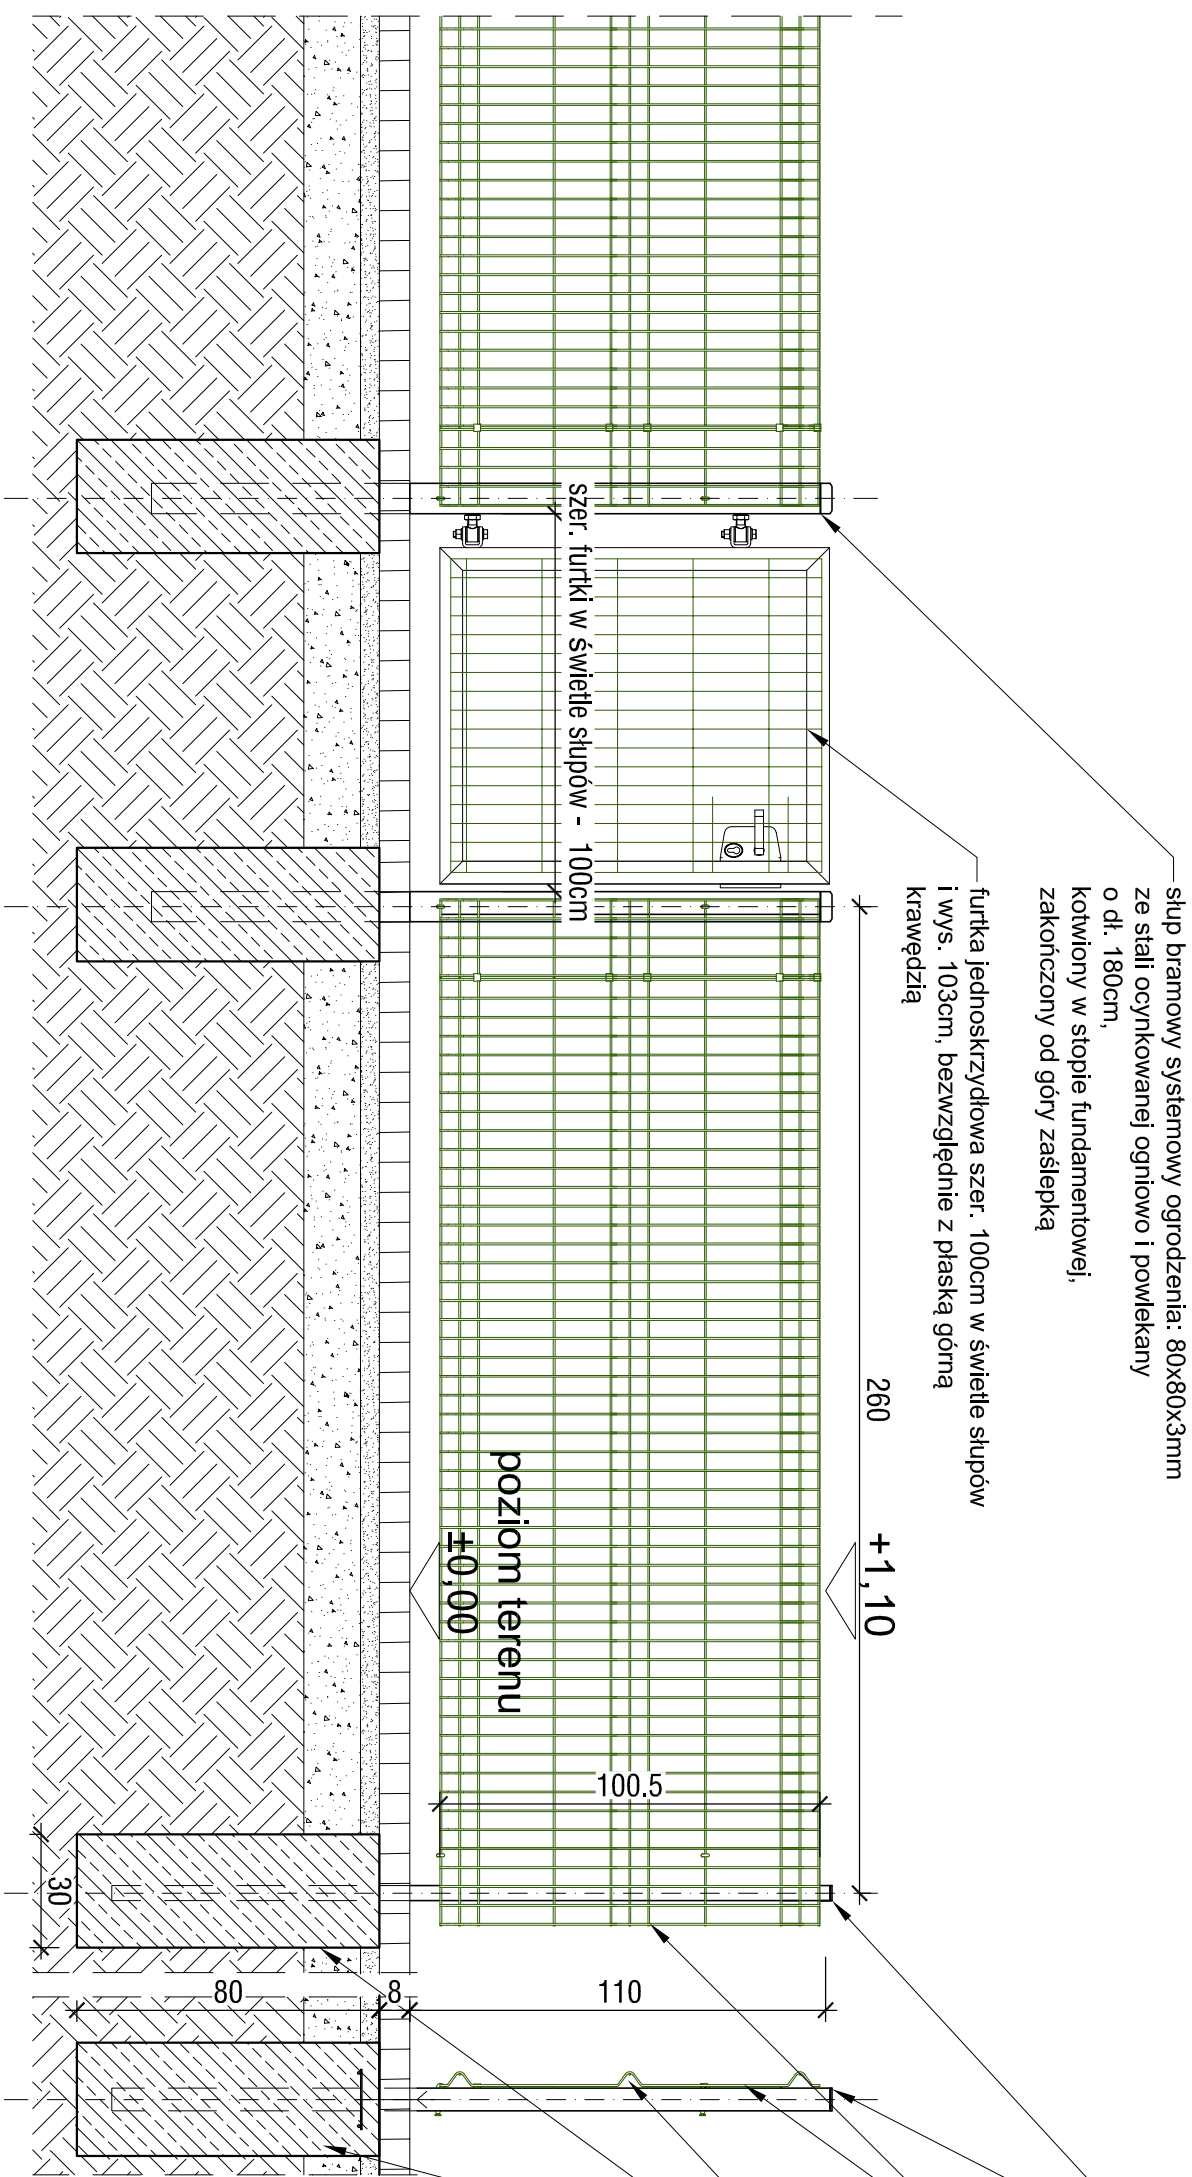 słup bramowy systemowy ogrodzenia: 80x80x3mm
ze stali ocynkowanej ogniowo i powlekany
o dł. 180cm,
kotwiony w stopie fundamentowej,
zakończony od góry zaślepką
furtka jednoskrzydłowa szer. 100cm w świetle słupów
i wys. 103cm, bezwzględnie z płaską górną
krawędzią
260
+1,10
szer. furtki w świetle słupów - 100cm
poziom terenu
±0,00
100.5
110
8
80
30